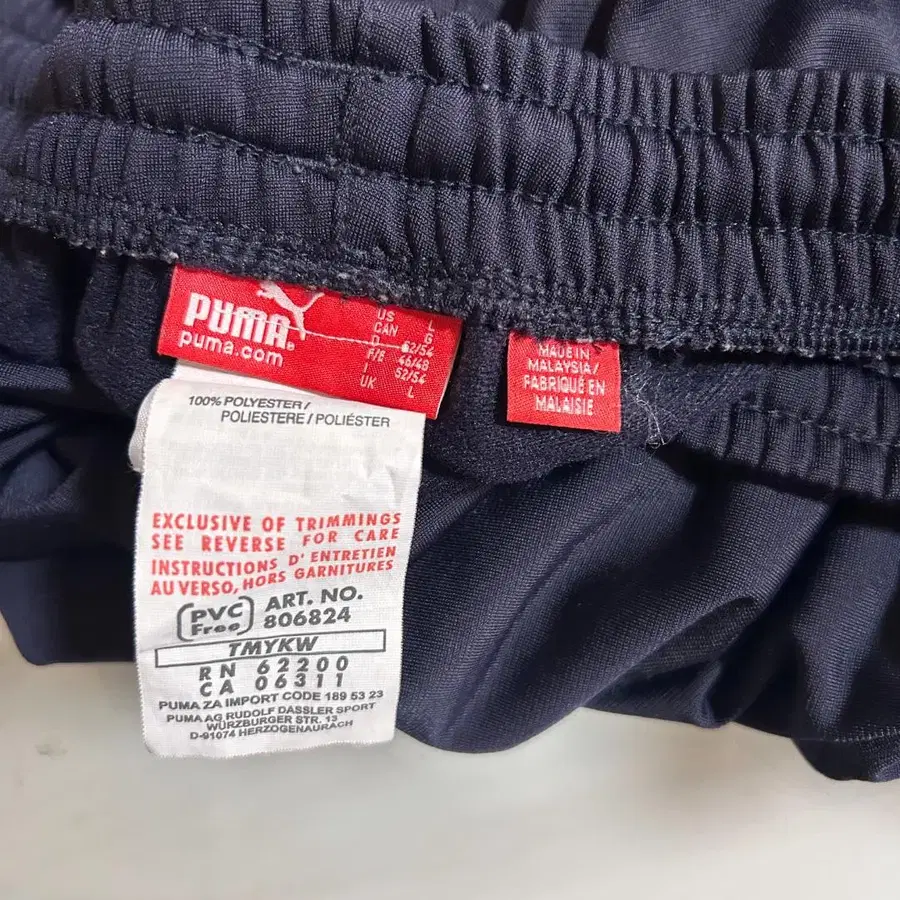 PUMA®
puma.com
US L
CAN G
D 52/54
F/E 46/48
I 52/54
UK L
MADE IN
MALAYSIA/
FABRIQUÉ EN
MALAISIE
100% POLYESTER/
POLIESTERE / POLIÉSTER
EXCLUSIVE OF TRIMMINGS
SEE REVERSE FOR CARE
INSTRUCTIONS D'ENTRETIEN
AU VERSO, HORS GARNITURES
PVC Free
ART. NO.
806824
TMYKW
RN 62200
CA 06311
PUMA ZA IMPORT CODE 189 53 23
PUMA AG RUDOLF DASSLER SPORT
WÜRZBURGER STR. 13
D-91074 HERZOGENAURACH